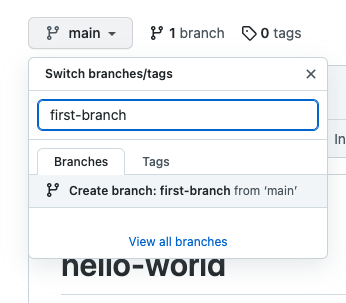 main 1 branch 0 tags
Switch branches/tags
first-branch
Branches Tags
Create branch: first-branch from ‘main’
In
View all branches
hello-world